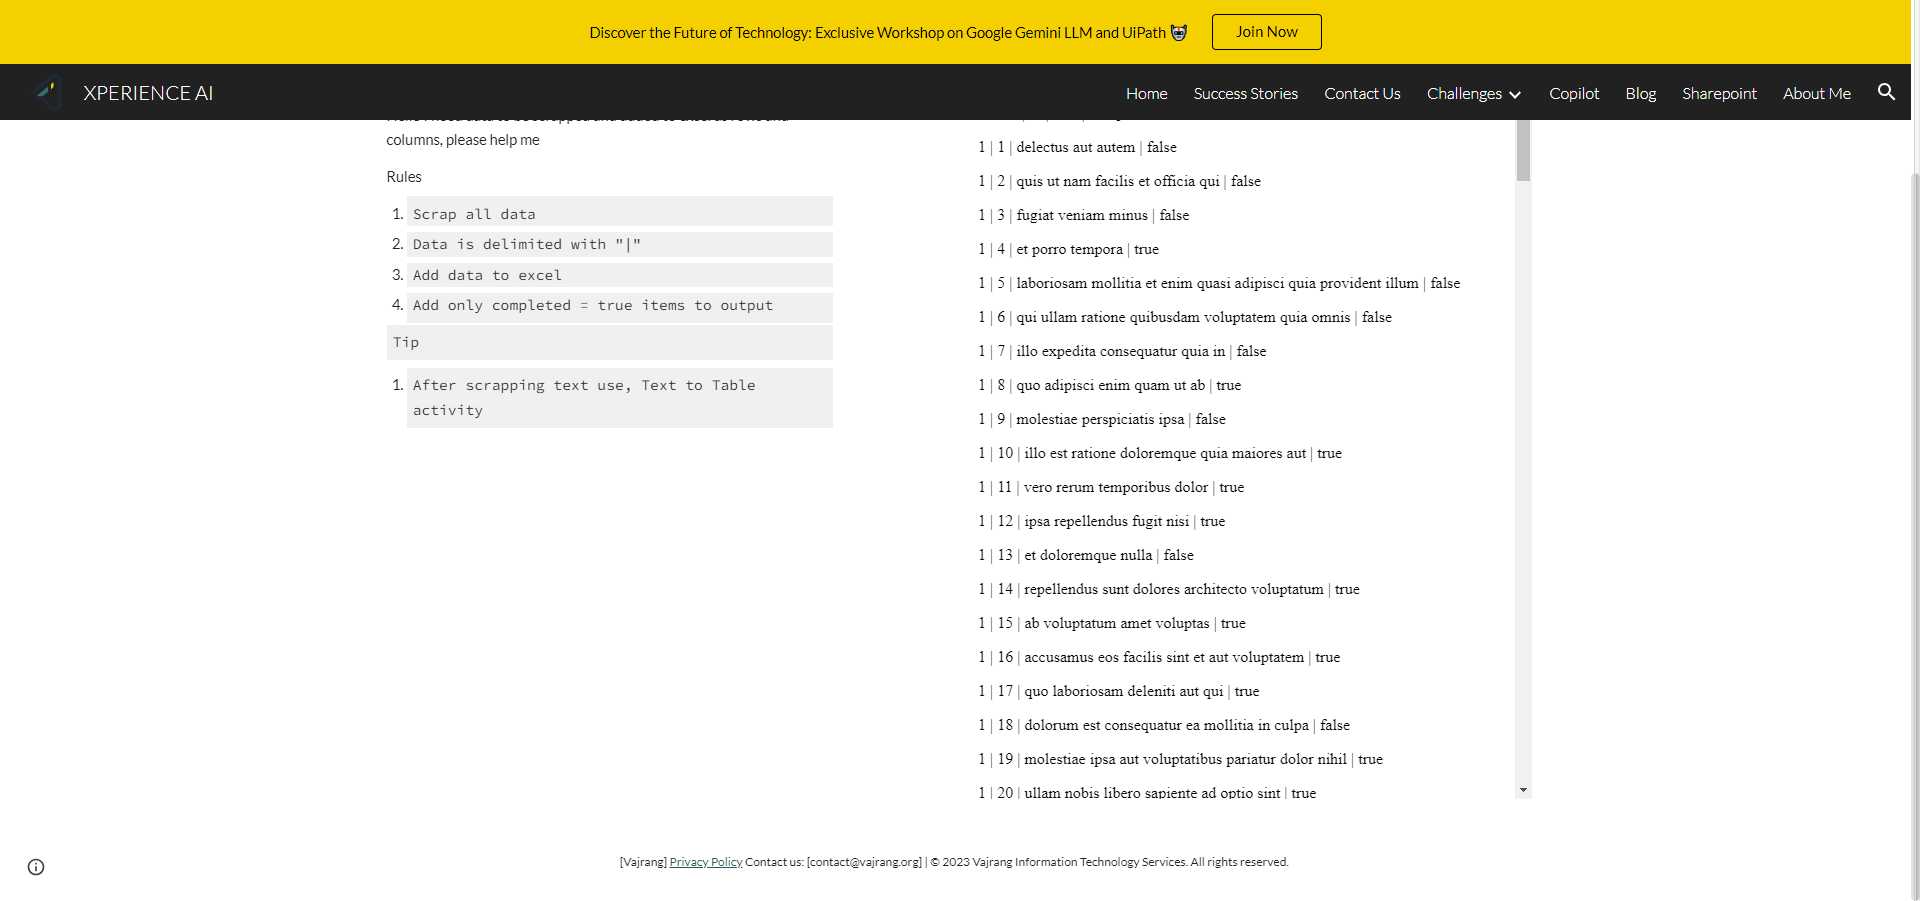 Discover the Future of Technology: Exclusive Workshop on Google Gemini LLM and UiPath
Join Now
XPERIENCE AI
Home
Success Stories
Contact Us
Challenges
Copilot
Blog
Sharepoint
About Me
columns, please help me
Rules
1. Scrap all data
2. Data is delimited with "|"
3. Add data to excel
4. Add only completed = true items to output
Tip
1. After scrapping text use, Text to Table
activity
1 | 1 | delectus aut autem | false
1 | 2 | quis ut nam facilis et officia qui | false
1 | 3 | fugiat veniam minus | false
1 | 4 | et porro tempora | true
1 | 5 | laboriosam mollitia et enim quasi adipisci quia provident illum | false
1 | 6 | qui ullam ratione quibusdam voluptatem quia omnis | false
1 | 7 | illo expedita consequatur quia in | false
1 | 8 | quo adipisci enim quam ut ab | true
1 | 9 | molestiae perspiciatis ipsa | false
1 | 10 | illo est ratione doloremque quia maiores aut | true
1 | 11 | vero rerum temporibus dolor | true
1 | 12 | ipsa repellendus fugit nisi | true
1 | 13 | et doloremque nulla | false
1 | 14 | repellendus sunt dolores architecto voluptatum | true
1 | 15 | ab voluptatum amet voluptas | true
1 | 16 | accusamus eos facilis sint et aut voluptatem | true
1 | 17 | quo laboriosam deleniti aut qui | true
1 | 18 | dolorum est consequatur ea mollitia in culpa | false
1 | 19 | molestiae ipsa aut voluptatibus pariatur dolor nihil | true
1 | 20 | ullam nobis libero sapiente ad optio sint | true
[Vajrang] Privacy Policy Contact us: [contact@vajrang.org] | © 2023 Vajrang Information Technology Services. All rights reserved.